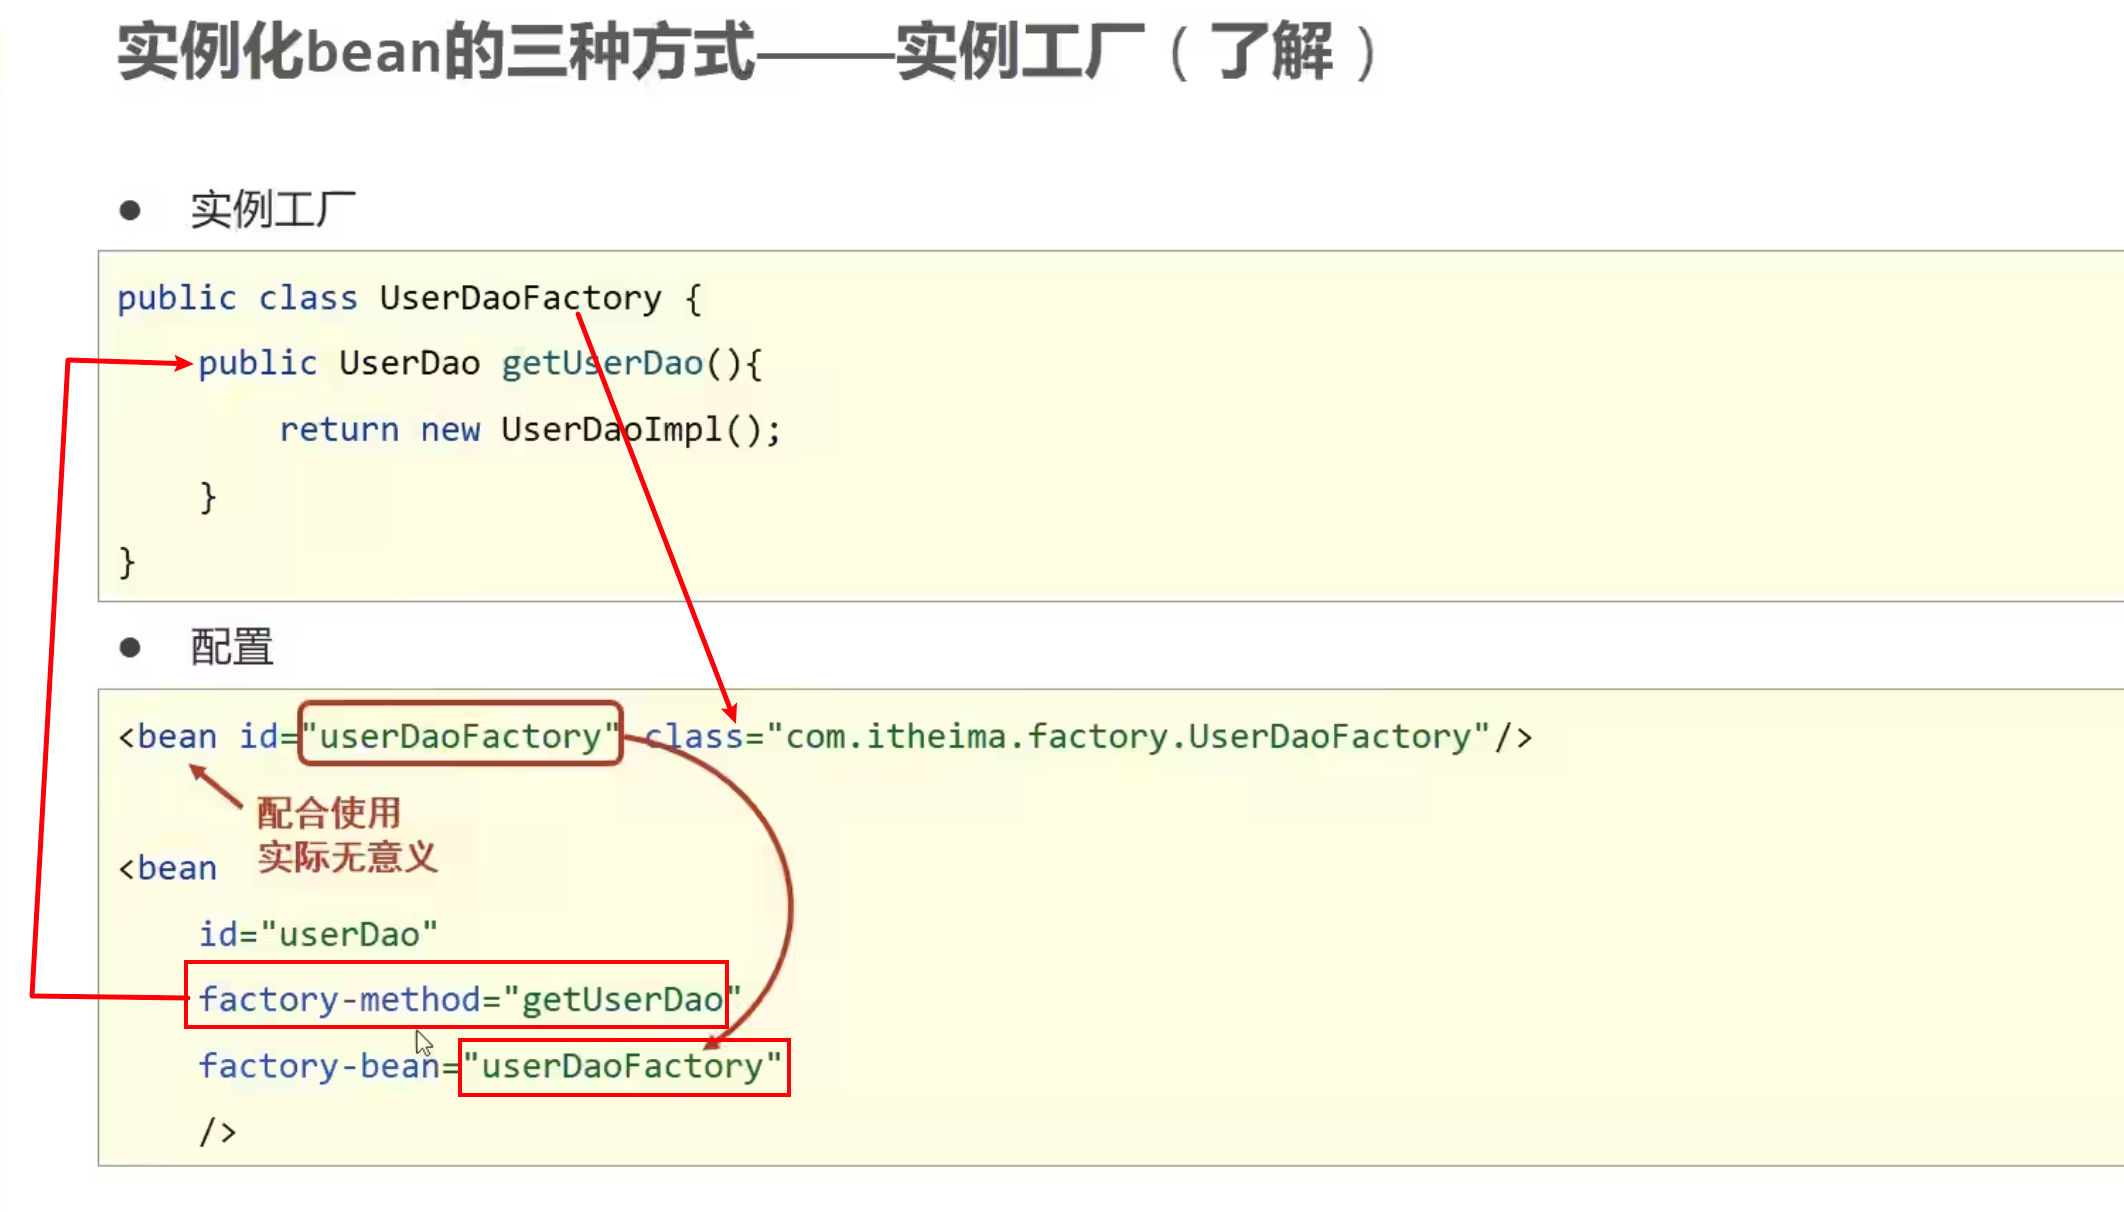 实例化bean的三种方式——实例工厂（了解）
● 实例工厂
public class UserDaoFactory {
public UserDao getUserDao(){
return new UserDaoImpl();
}
}
● 配置
<bean id="userDaoFactory" class="com.itheima.factory.UserDaoFactory"/>
配合使用
实际无意义
<bean
id="userDao"
factory-method="getUserDao"
factory-bean="userDaoFactory"
/>